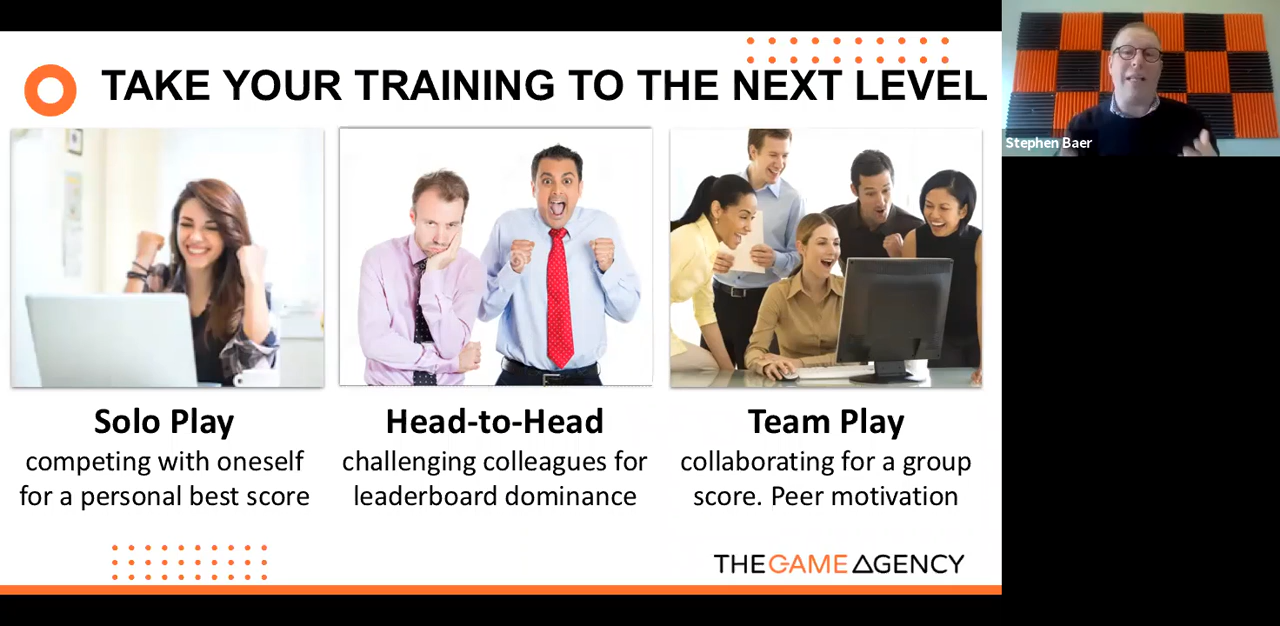 TAKE YOUR TRAINING TO THE NEXT LEVEL
Stephen Baer
Solo Play
competing with oneself
for a personal best score
Head-to-Head
challenging colleagues for
leaderboard dominance
Team Play
collaborating for a group
score. Peer motivation
THEGAMEAGENCY